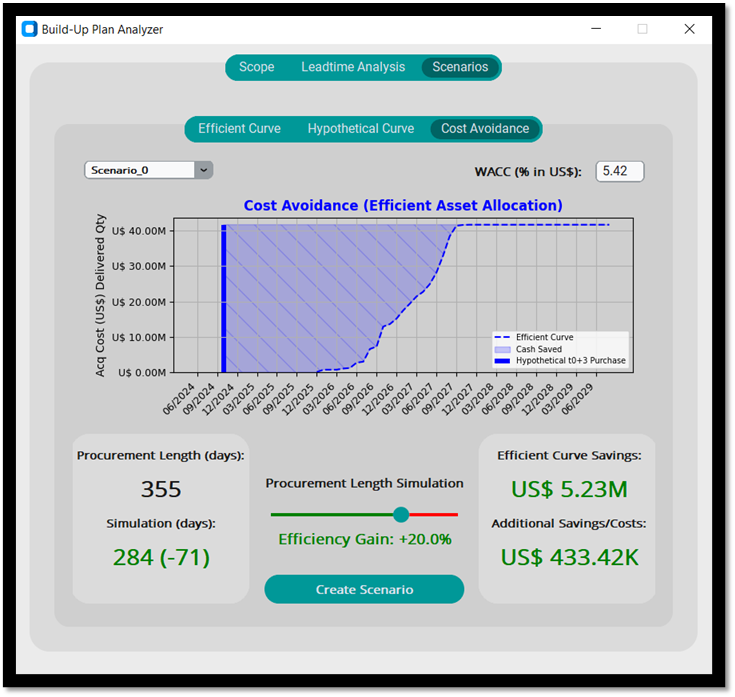 Build-Up Plan Analyzer
Scope Leadtime Analysis Scenarios
Efficient Curve Hypothetical Curve Cost Avoidance
Scenario_0
WACC (% in US$): 5.42
Cost Avoidance (Efficient Asset Allocation)
Acq Cost (US$) Delivered Qty
U$ 40.00M
U$ 30.00M
U$ 20.00M
U$ 10.00M
U$ 0.00M
Efficient Curve
Cash Saved
Hypothetical t0+3 Purchase
06/2024 09/2024 12/2024 03/2025 06/2025 09/2025 12/2025 03/2026 06/2026 09/2026 12/2026 03/2027 06/2027 09/2027 12/2027 03/2028 06/2028 09/2028 12/2028 03/2029 06/2029
Procurement Length (days):
355
Simulation (days):
284 (-71)
Procurement Length Simulation
Efficiency Gain: +20.0%
Create Scenario
Efficient Curve Savings:
US$ 5.23M
Additional Savings/Costs:
US$ 433.42K